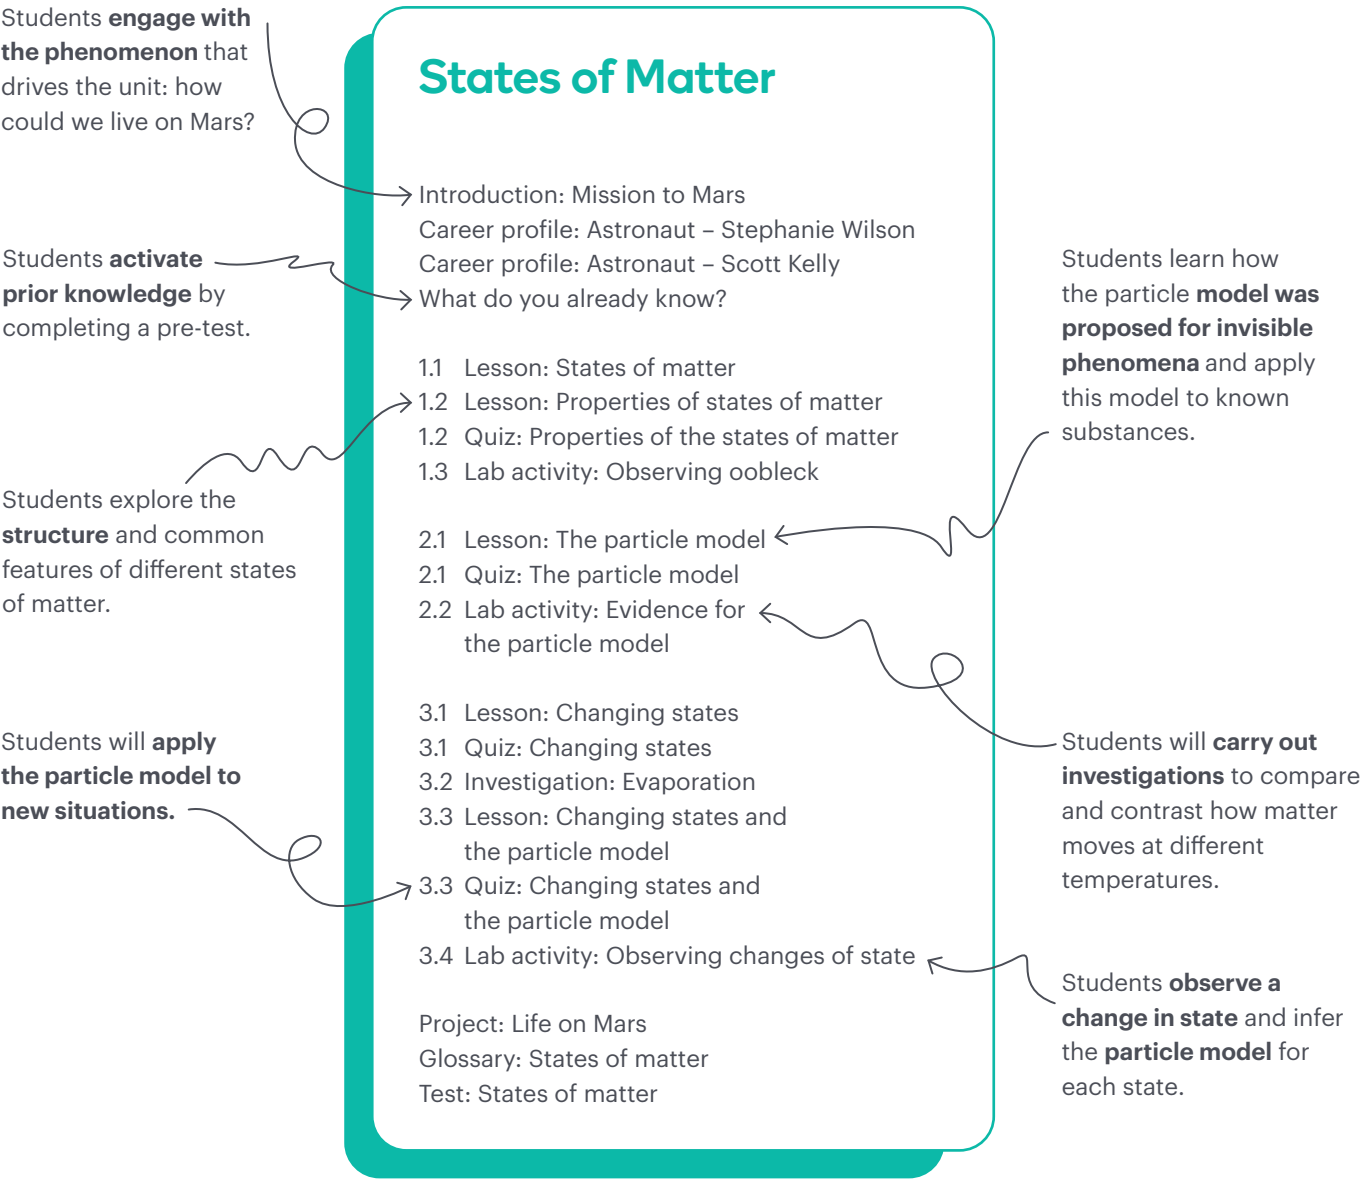 Students engage with
the phenomenon that
drives the unit: how
could we live on Mars?
Students activate
prior knowledge by
completing a pre-test.
Students explore the
structure and common
features of different states
of matter.
Students will apply
the particle model to
new situations.
States of Matter
Introduction: Mission to Mars
Career profile: Astronaut – Stephanie Wilson
Career profile: Astronaut – Scott Kelly
What do you already know?
1.1 Lesson: States of matter
1.2 Lesson: Properties of states of matter
1.2 Quiz: Properties of the states of matter
1.3 Lab activity: Observing oobleck
2.1 Lesson: The particle model
2.1 Quiz: The particle model
2.2 Lab activity: Evidence for
the particle model
3.1 Lesson: Changing states
3.1 Quiz: Changing states
3.2 Investigation: Evaporation
3.3 Lesson: Changing states and
the particle model
3.3 Quiz: Changing states and
the particle model
3.4 Lab activity: Observing changes of state
Project: Life on Mars
Glossary: States of matter
Test: States of matter
Students learn how
the particle model was
proposed for invisible
phenomena and apply
this model to known
substances.
Students will carry out
investigations to compare
and contrast how matter
moves at different
temperatures.
Students observe a
change in state and infer
the particle model for
each state.